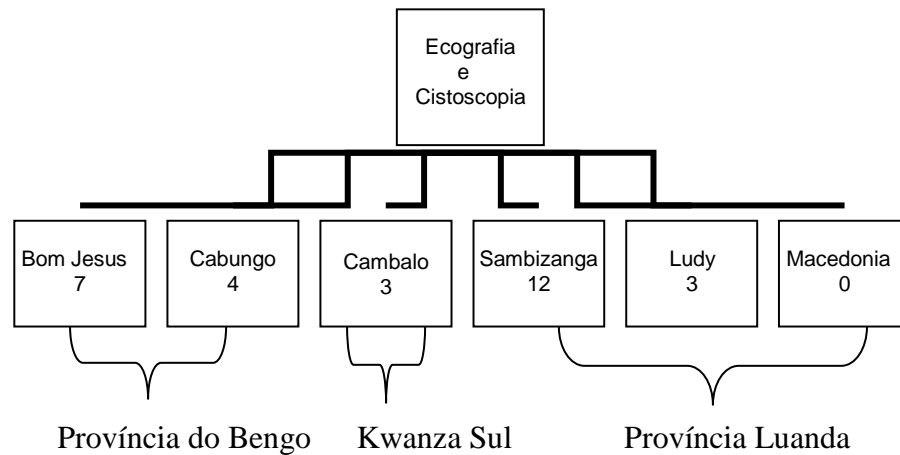 Ecografia
e
Cistoscopia
Bom Jesus
7
Cabungo
4
Cambalo
3
Sambizanga
12
Ludy
3
Macedonia
0
Província do Bengo
Kwanza Sul
Província Luanda